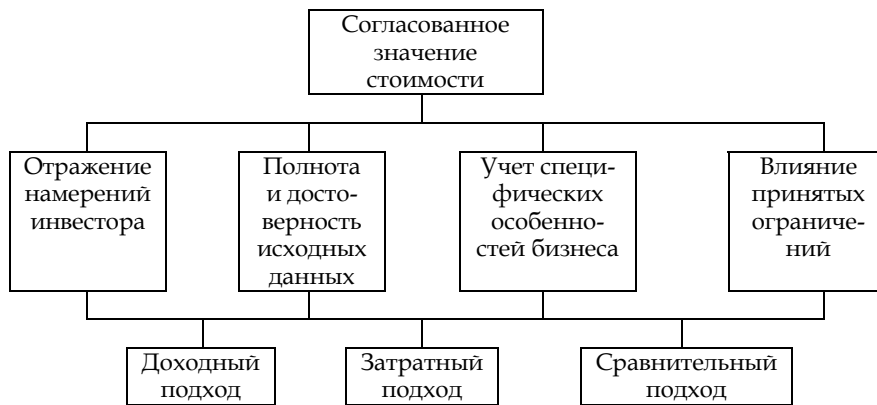 Согласованное
значение
стоимости
Отражение
намерений
инвестора
Полнота
и досто-
верность
исходных
данных
Учет специ-
фических
особенно-
стей бизнеса
Влияние
принятых
ограниче-
ний
Доходный
подход
Затратный
подход
Сравнительный
подход